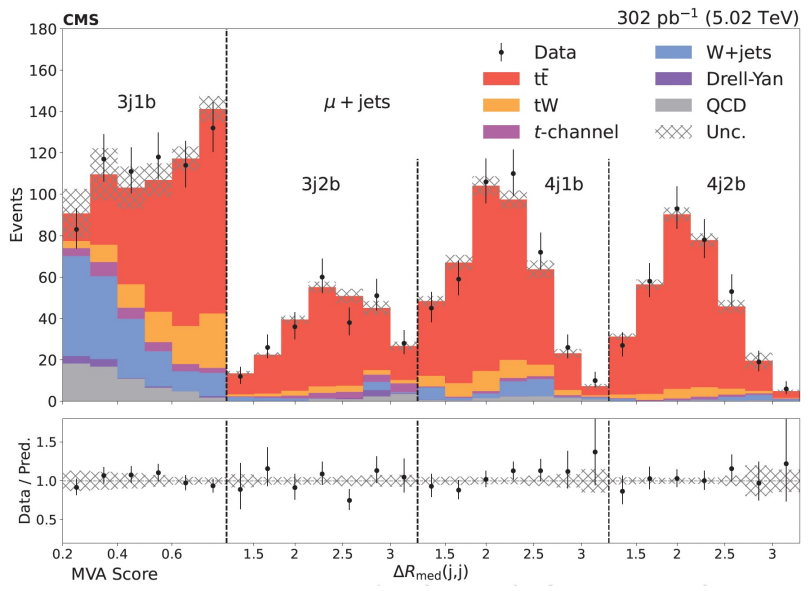 CMS 302 pb⁻¹ (5.02 TeV)
180
160
140
120
100
80
60
40
20
0
Events
3j1b
μ + jets
3j2b
4j1b
4j2b
Data
tt̄
tW
t-channel
W+jets
Drell-Yan
QCD
Unc.
Data / Pred.
1.5
1.0
0.5
0.2 0.4 0.6 1.5 2 2.5 3 1.5 2 2.5 3 1.5 2 2.5 3
MVA Score ΔR_med(j,j)